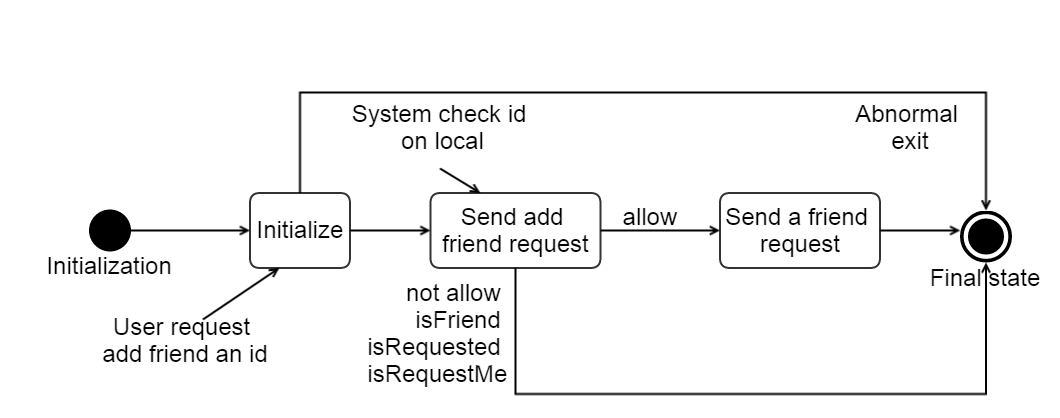 System check id
on local
Abnormal
exit
Initialize
Send add
friend request
allow
Send a friend
request
Initialization
Final state
User request
add friend an id
not allow
isFriend
isRequested
isRequestMe